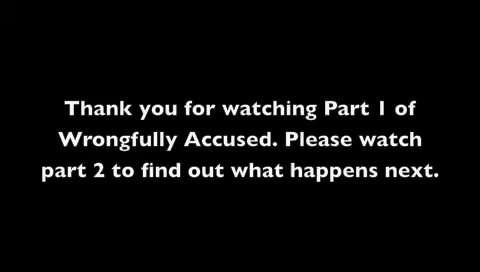 Thank you for watching Part 1 of
Wrongfully Accused. Please watch
part 2 to find out what happens next.